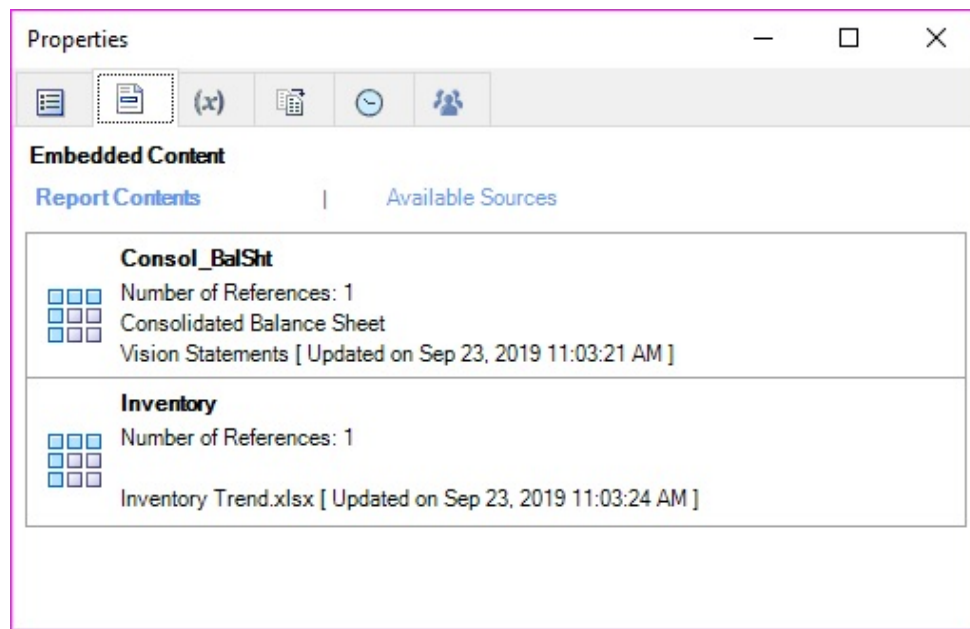 Properties
(x)
Embedded Content
Report Contents | Available Sources
Consol_BalSht
Number of References: 1
Consolidated Balance Sheet
Vision Statements [ Updated on Sep 23, 2019 11:03:21 AM ]
Inventory
Number of References: 1
Inventory Trend.xlsx [ Updated on Sep 23, 2019 11:03:24 AM ]